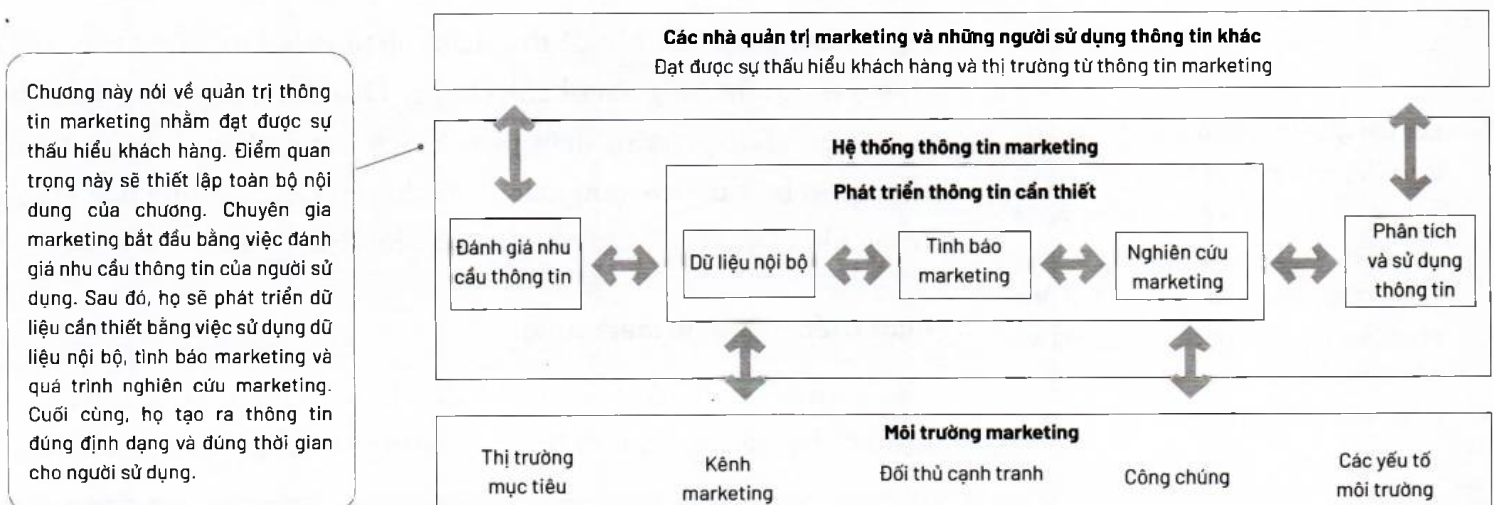 Chương này nói về quản trị thông
tin marketing nhằm đạt được sự
thấu hiểu khách hàng. Điểm quan
trọng này sẽ thiết lập toàn bộ nội
dung của chương. Chuyên gia
marketing bắt đầu bằng việc đánh
giá nhu cầu thông tin của người sử
dụng. Sau đó, họ sẽ phát triển dữ
liệu cần thiết bằng việc sử dụng dữ
liệu nội bộ, tình báo marketing và
quá trình nghiên cứu marketing.
Cuối cùng, họ tạo ra thông tin
đúng định dạng và đúng thời gian
cho người sử dụng.
Các nhà quản trị marketing và những người sử dụng thông tin khác
Đạt được sự thấu hiểu khách hàng và thị trường từ thông tin marketing
Hệ thống thông tin marketing
Phát triển thông tin cần thiết
Đánh giá nhu
cầu thông tin
Dữ liệu nội bộ
Tình báo
marketing
Nghiên cứu
marketing
Phân tích
và sử dụng
thông tin
Môi trường marketing
Thị trường
mục tiêu
Kênh
marketing
Đối thủ cạnh tranh
Công chúng
Các yếu tố
môi trường